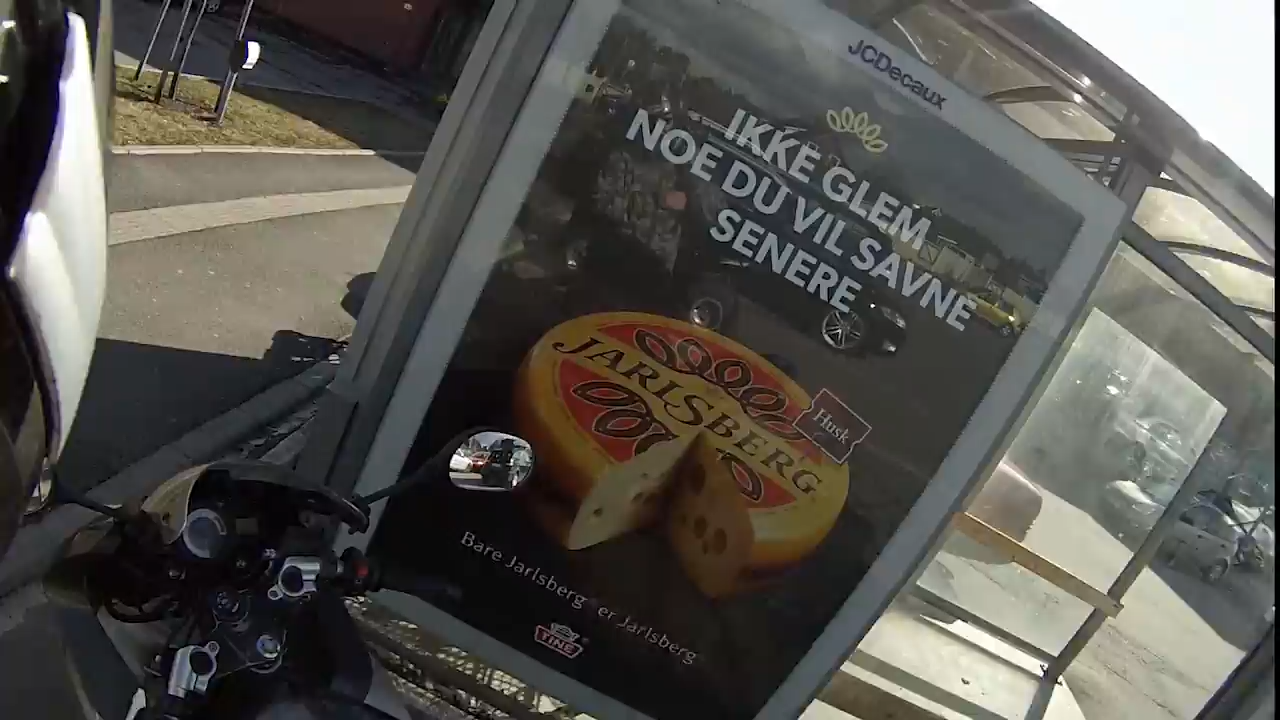 JCDecaux
IKKE GLEM
NOE DU VIL SAVNE
SENERE
JARLSBERG
Husk
Bare Jarlsberg® er Jarlsberg®
TINE®